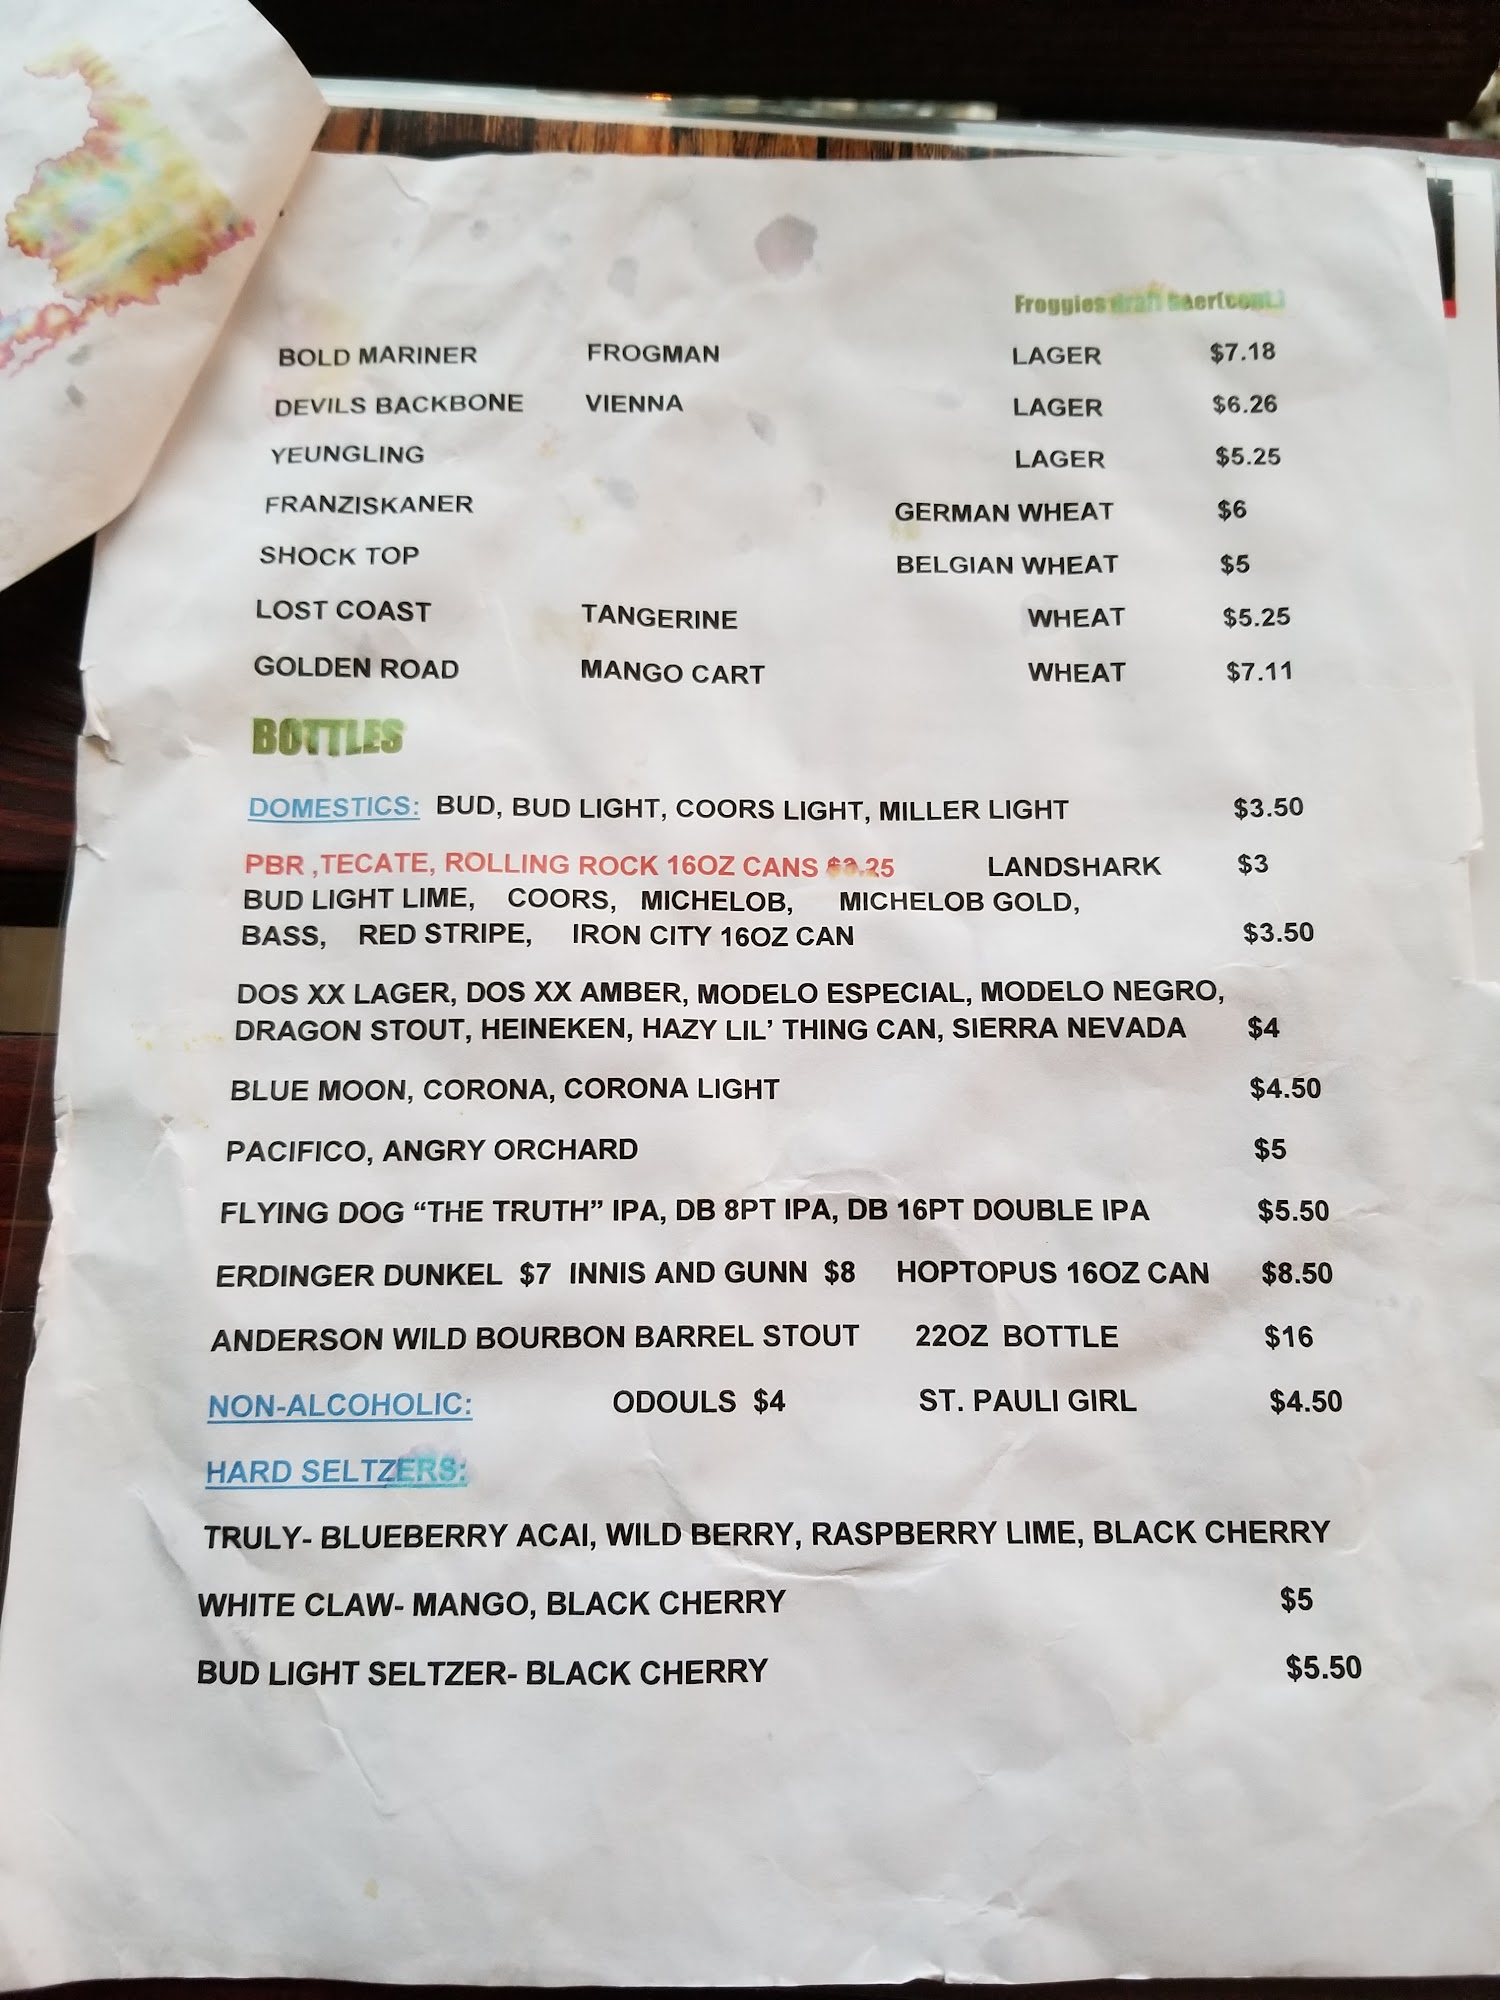 Froggies draft Beer(cont.)
BOLD MARINER FROGMAN LAGER $7.18
DEVILS BACKBONE VIENNA LAGER $6.26
YEUNGLING LAGER $5.25
FRANZISKANER GERMAN WHEAT $6
SHOCK TOP BELGIAN WHEAT $5
LOST COAST TANGERINE WHEAT $5.25
GOLDEN ROAD MANGO CART WHEAT $7.11
BOTTLES
DOMESTICS: BUD, BUD LIGHT, COORS LIGHT, MILLER LIGHT $3.50
PBR ,TECATE, ROLLING ROCK 16OZ CANS LANDSHARK $3
BUD LIGHT LIME, COORS, MICHELOB, MICHELOB GOLD,
BASS, RED STRIPE, IRON CITY 16OZ CAN $3.50
DOS XX LAGER, DOS XX AMBER, MODELO ESPECIAL, MODELO NEGRO,
DRAGON STOUT, HEINEKEN, HAZY LIL’ THING CAN, SIERRA NEVADA $4
BLUE MOON, CORONA, CORONA LIGHT $4.50
PACIFICO, ANGRY ORCHARD $5
FLYING DOG “THE TRUTH” IPA, DB 8PT IPA, DB 16PT DOUBLE IPA $5.50
ERDINGER DUNKEL $7 INNIS AND GUNN $8 HOPTOPUS 16OZ CAN $8.50
ANDERSON WILD BOURBON BARREL STOUT 22OZ BOTTLE $16
NON-ALCOHOLIC: ODOULS $4 ST. PAULI GIRL $4.50
HARD SELTZERS:
TRULY- BLUEBERRY ACAI, WILD BERRY, RASPBERRY LIME, BLACK CHERRY
WHITE CLAW- MANGO, BLACK CHERRY $5
BUD LIGHT SELTZER- BLACK CHERRY $5.50